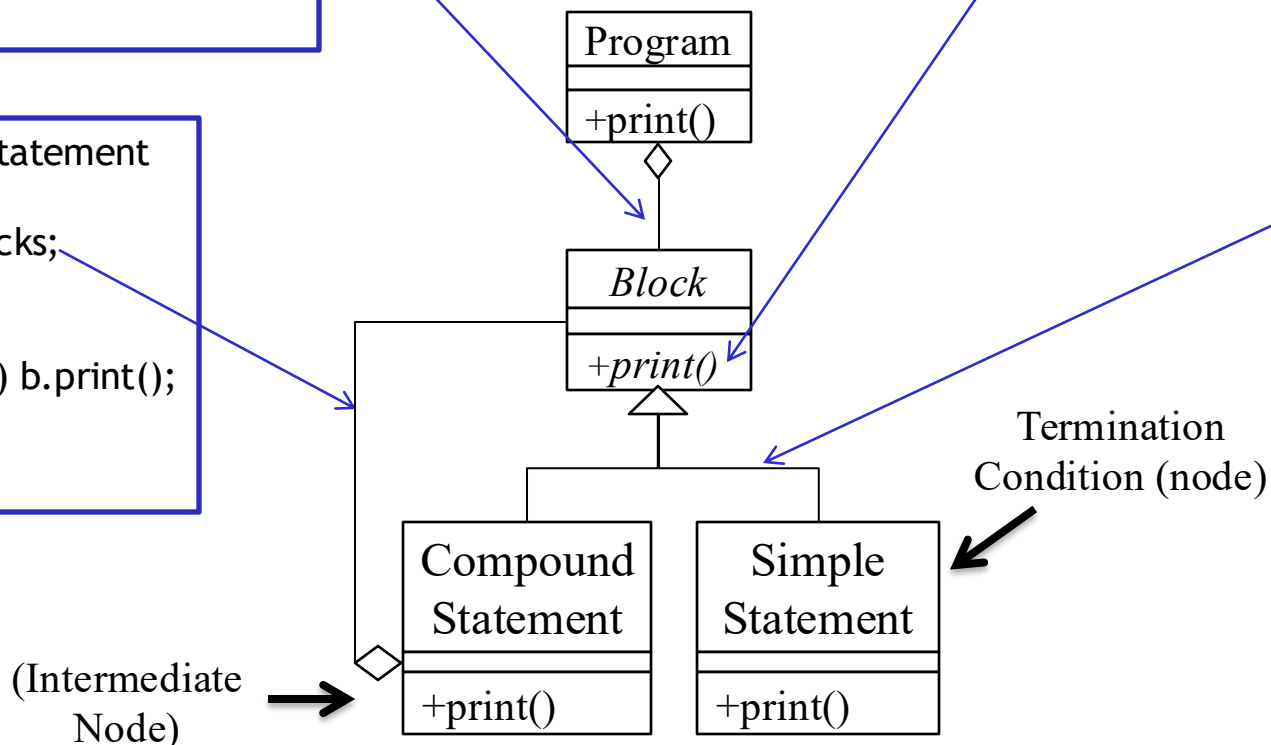 Program
+print()
tatement
cks;
) b.print();
Block
+print()
Termination
Condition (node)
Compound
Statement
+print()
Simple
Statement
+print()
(Intermediate
Node)